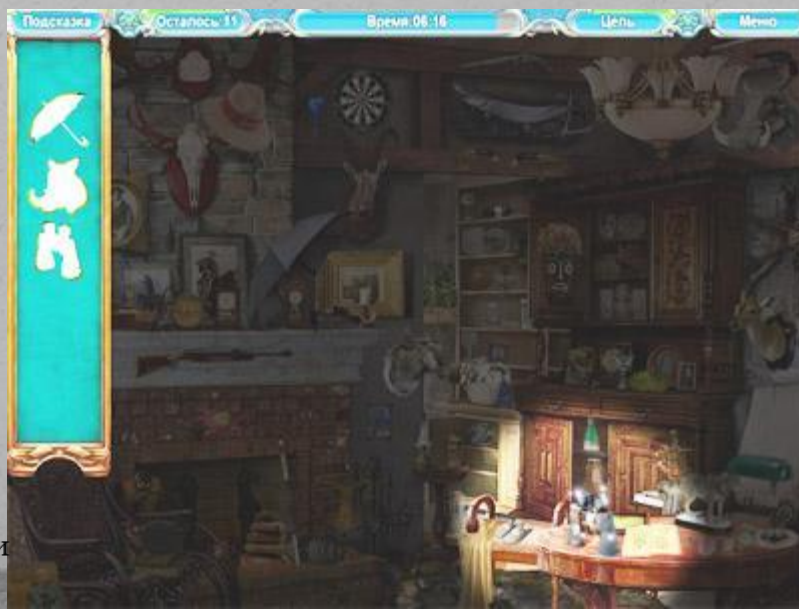 Подсказка
Осталось:11
Время:06:16
Цель
Меню
и